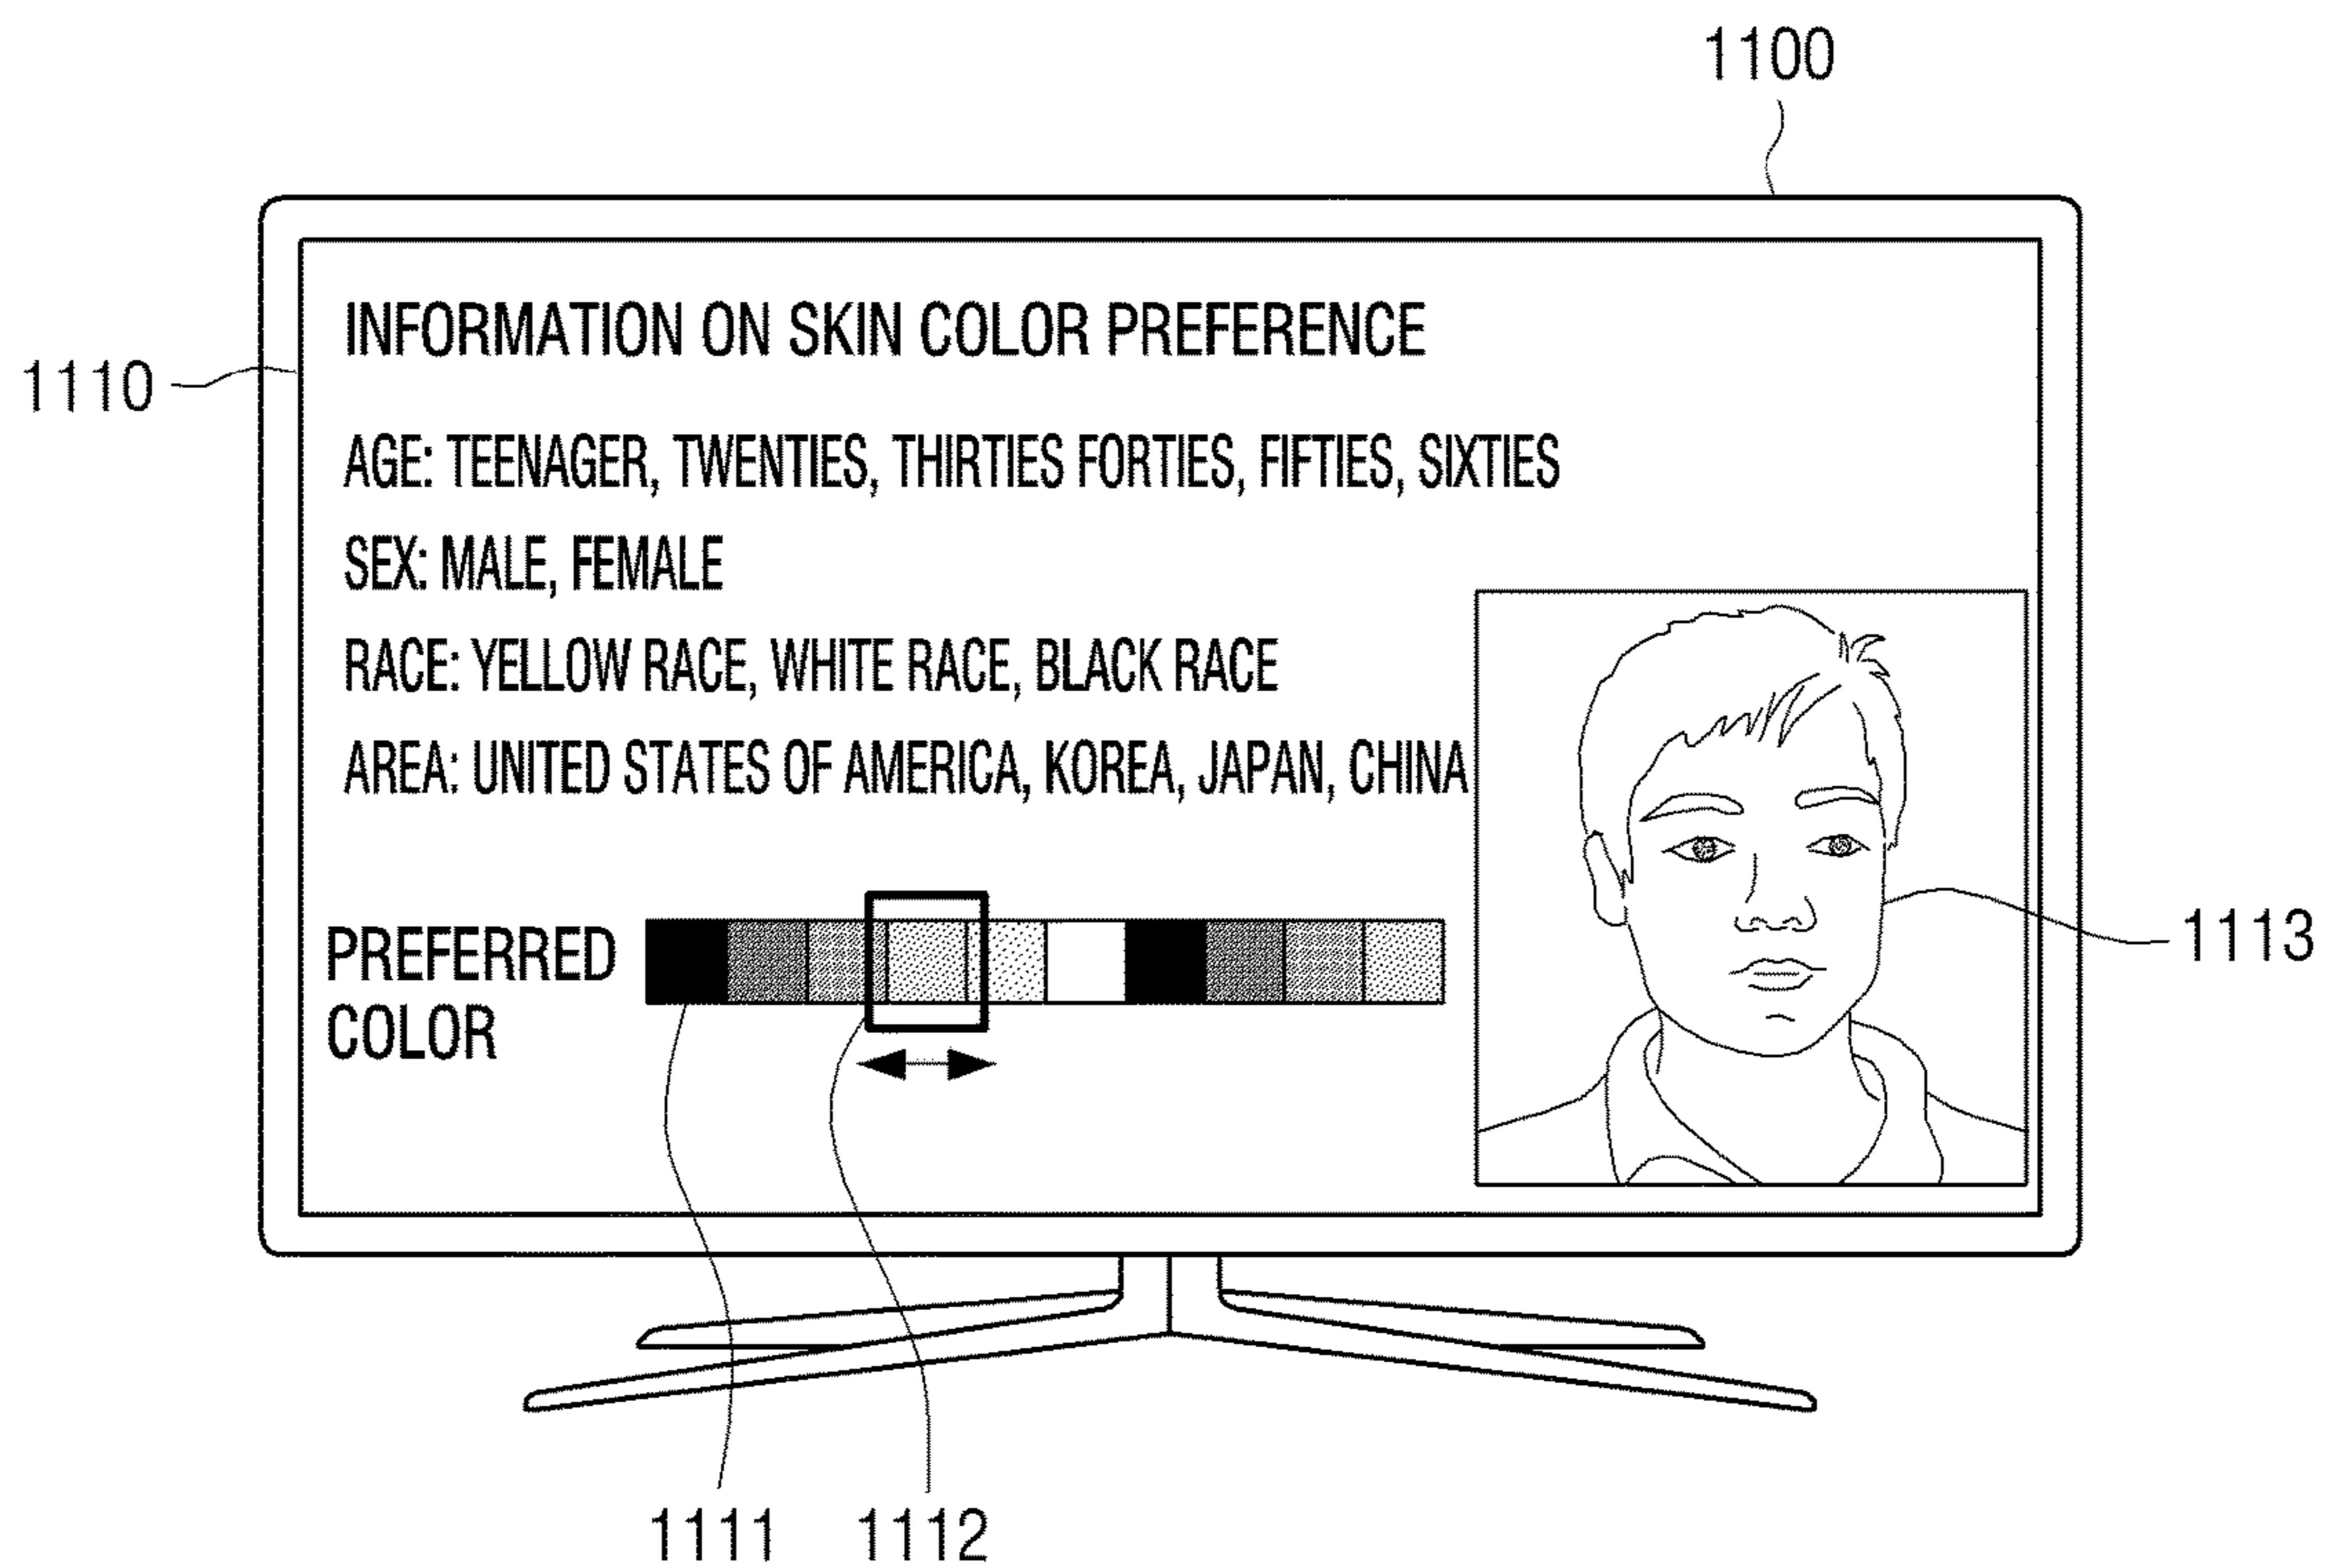 1100
1110
INFORMATION ON SKIN COLOR PREFERENCE
AGE: TEENAGER, TWENTIES, THIRTIES FORTIES, FIFTIES, SIXTIES
SEX: MALE, FEMALE
RACE: YELLOW RACE, WHITE RACE, BLACK RACE
AREA: UNITED STATES OF AMERICA, KOREA, JAPAN, CHINA
PREFERRED
COLOR
1113
1111 1112